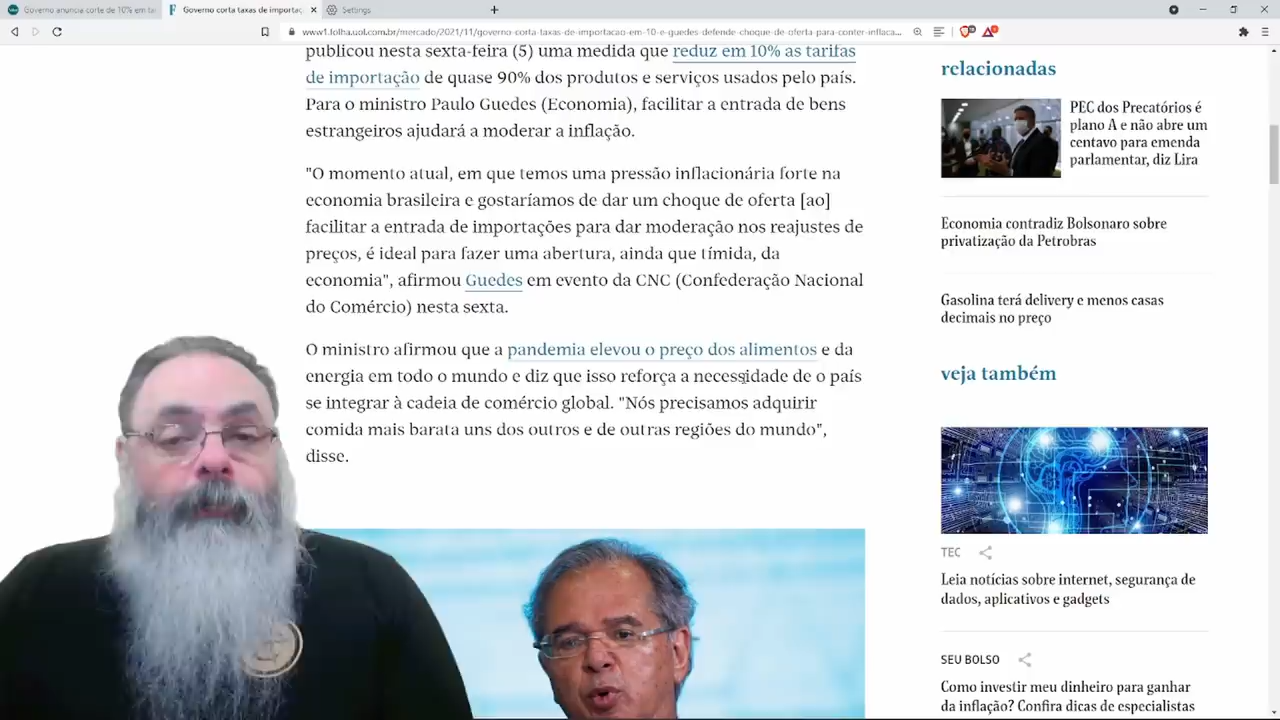 Governo anuncia corte de 10% em ta
Governo corta taxas de importaç
Settings
www1.folha.uol.com.br/mercado/2021/11/governo-corta-taxas-de-importacao-em-10-e-guedes-defende-choque-de-oferta-para-conter-inflaca...
publicou nesta sexta-feira (5) uma medida que reduz em 10% as tarifas
de importação de quase 90% dos produtos e serviços usados pelo país.
Para o ministro Paulo Guedes (Economia), facilitar a entrada de bens
estrangeiros ajudará a moderar a inflação.
"O momento atual, em que temos uma pressão inflacionária forte na
economia brasileira e gostaríamos de dar um choque de oferta [ao]
facilitar a entrada de importações para dar moderação nos reajustes de
preços, é ideal para fazer uma abertura, ainda que tímida, da
economia", afirmou Guedes em evento da CNC (Confederação Nacional
do Comércio) nesta sexta.
O ministro afirmou que a pandemia elevou o preço dos alimentos e da
energia em todo o mundo e diz que isso reforça a necessidade de o país
se integrar à cadeia de comércio global. "Nós precisamos adquirir
comida mais barata uns dos outros e de outras regiões do mundo",
disse.
relacionadas
PEC dos Precatórios é
plano A e não abre um
centavo para emenda
parlamentar, diz Lira
Economia contradiz Bolsonaro sobre
privatização da Petrobras
Gasolina terá delivery e menos casas
decimais no preço
veja também
TEC
Leia notícias sobre internet, segurança de
dados, aplicativos e gadgets
SEU BOLSO
Como investir meu dinheiro para ganhar
da inflação? Confira dicas de especialistas